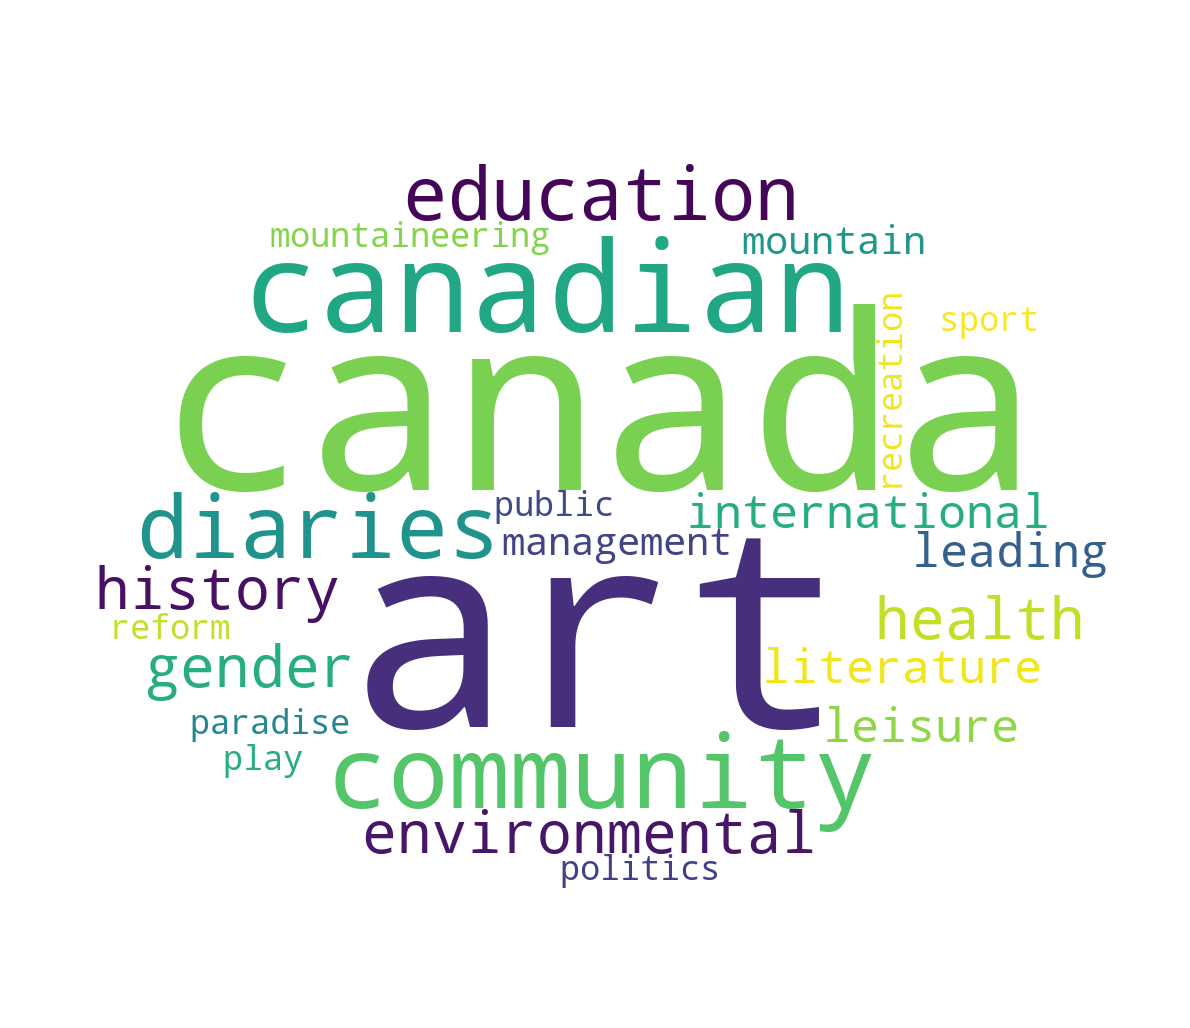 education
mountaineering
mountain
canadian
sport
recreation
canada
public
international
diaries
management
leading
history
art
health
reform
gender
literature
paradise
leisure
play
community
environmental
politics